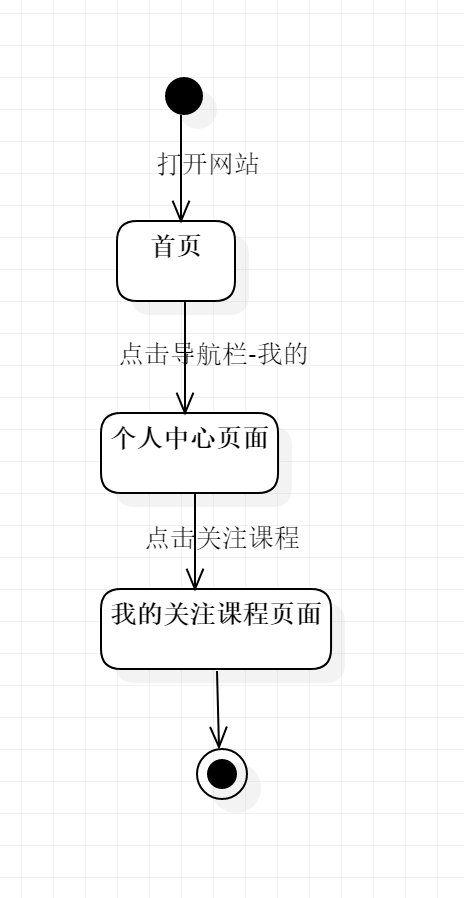 打开网站
首页
点击导航栏-我的
个人中心页面
点击关注课程
我的关注课程页面